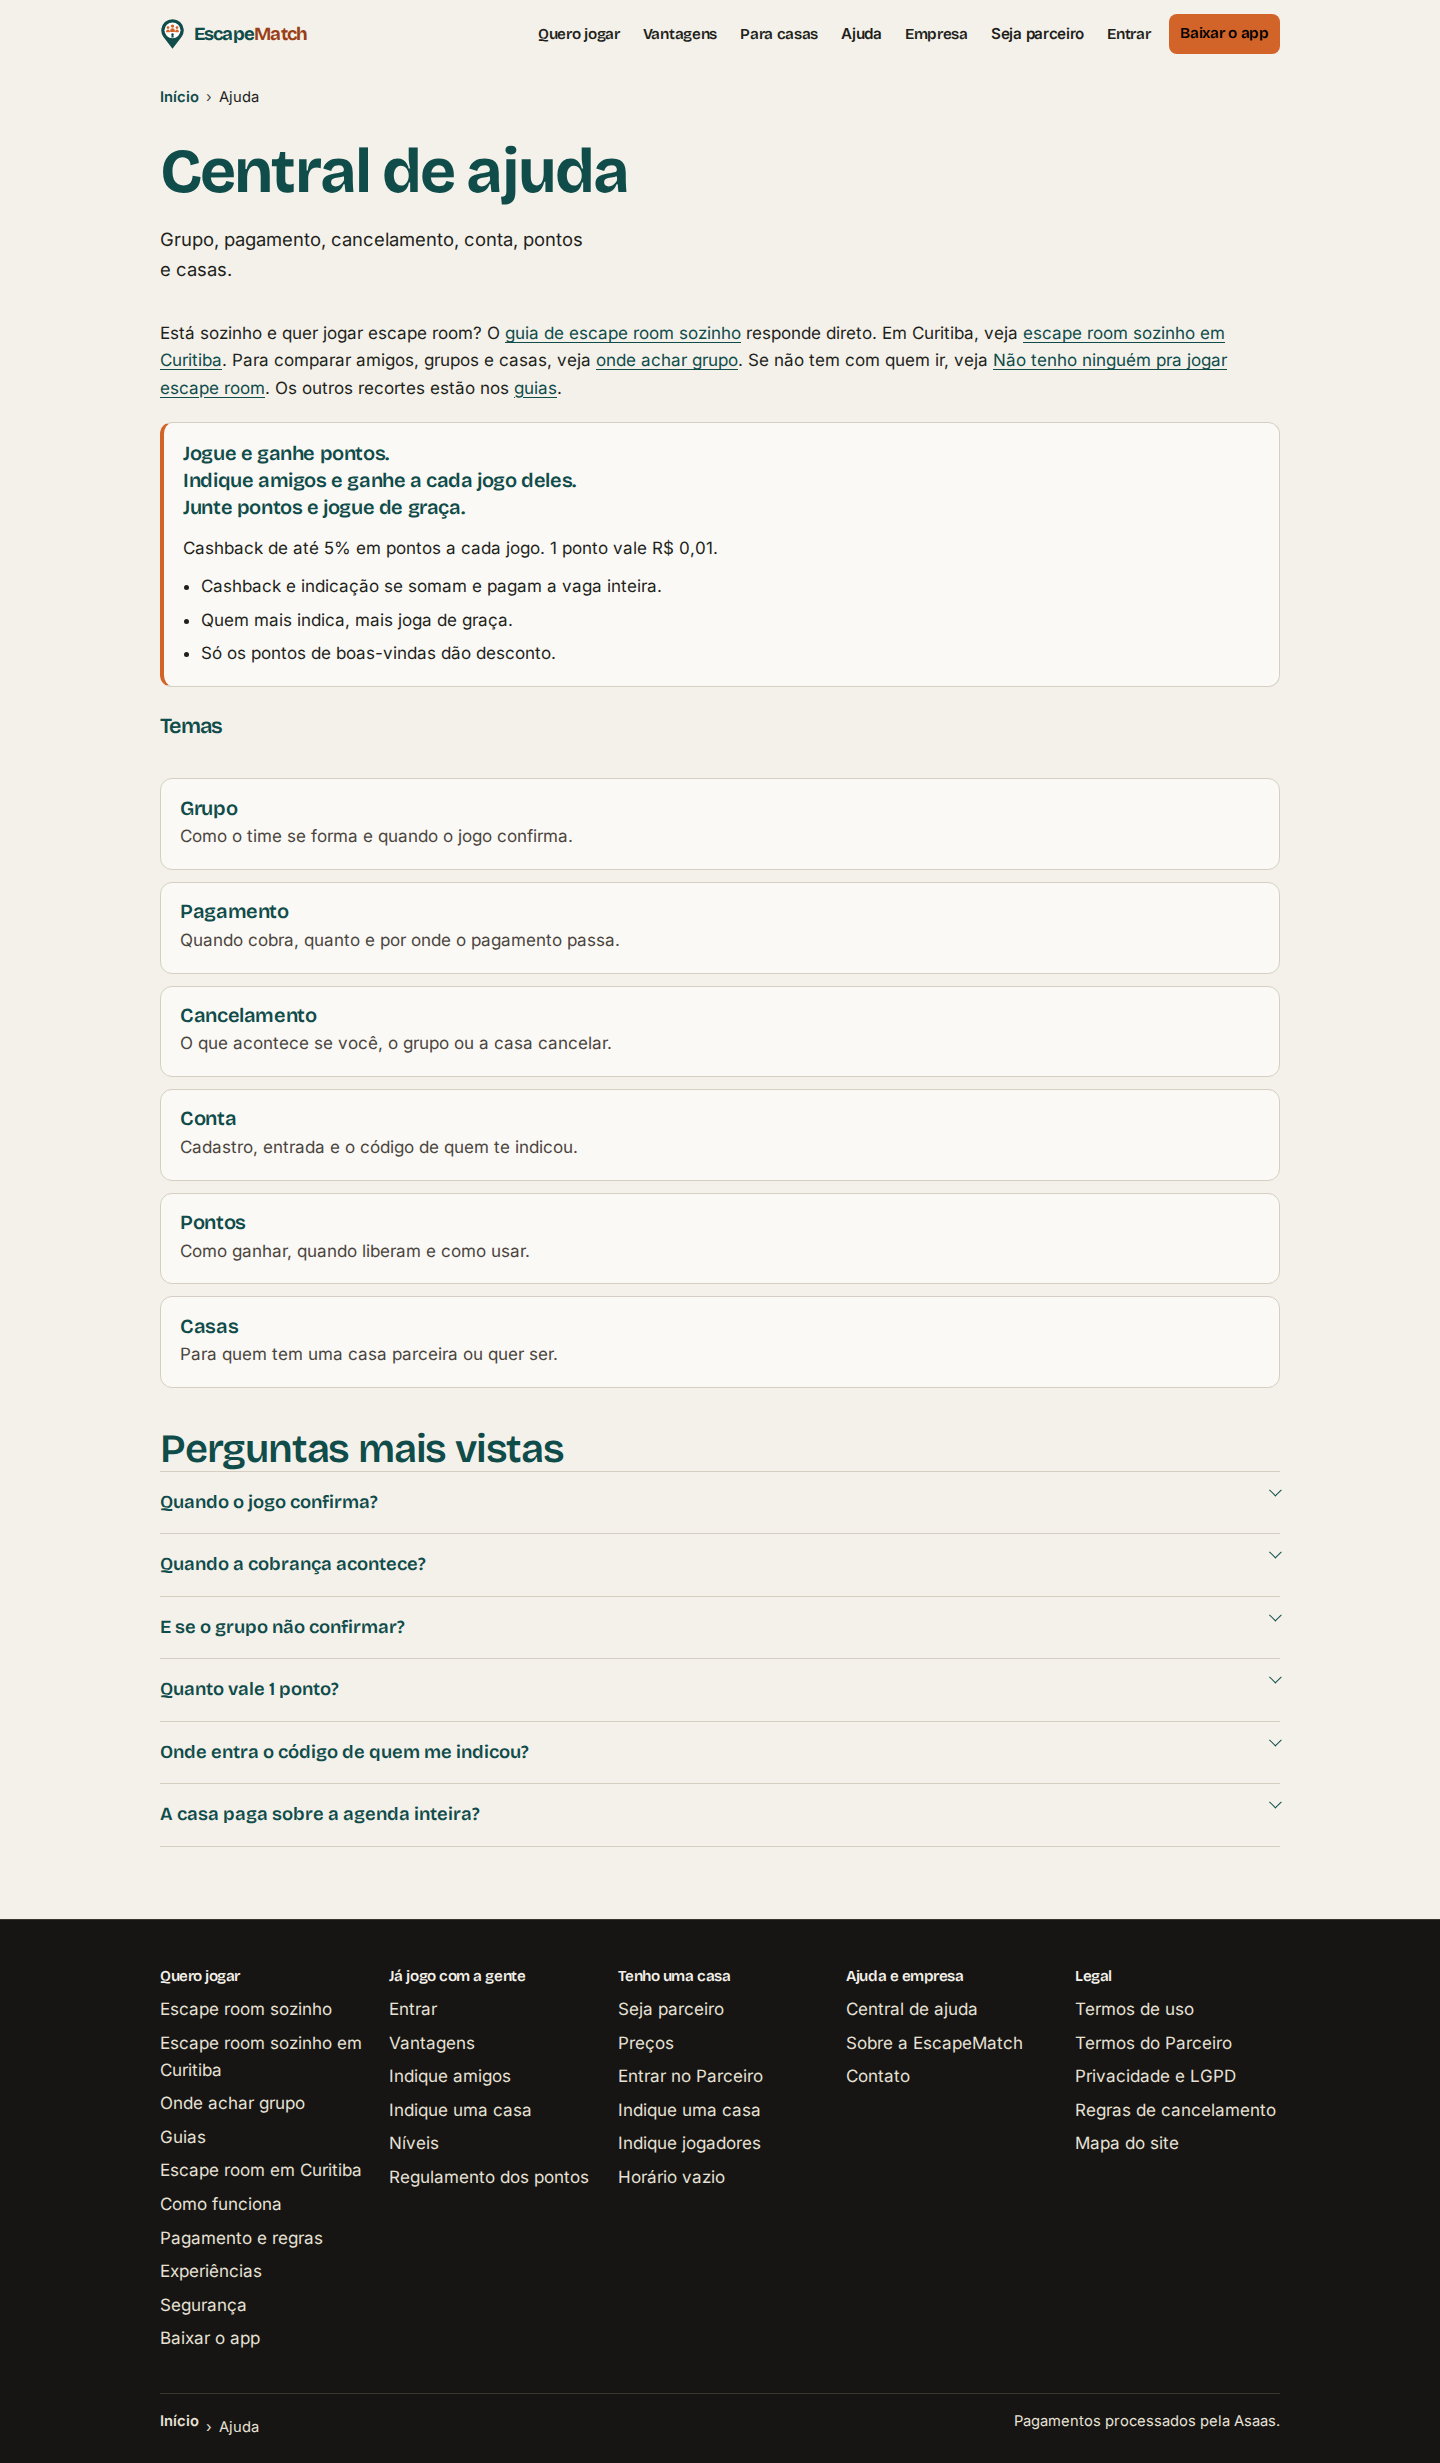 EscapeMatch
Quero jogar Vantagens Para casas Ajuda Empresa Seja parceiro Entrar Baixar o app
Início › Ajuda
Central de ajuda
Grupo, pagamento, cancelamento, conta, pontos
e casas.
Está sozinho e quer jogar escape room? O guia de escape room sozinho responde direto. Em Curitiba, veja escape room sozinho em
Curitiba. Para comparar amigos, grupos e casas, veja onde achar grupo. Se não tem com quem ir, veja Não tenho ninguém pra jogar
escape room. Os outros recortes estão nos guias.
Jogue e ganhe pontos.
Indique amigos e ganhe a cada jogo deles.
Junte pontos e jogue de graça.
Cashback de até 5% em pontos a cada jogo. 1 ponto vale R$ 0,01.
• Cashback e indicação se somam e pagam a vaga inteira.
• Quem mais indica, mais joga de graça.
• Só os pontos de boas-vindas dão desconto.
Temas
Grupo
Como o time se forma e quando o jogo confirma.
Pagamento
Quando cobra, quanto e por onde o pagamento passa.
Cancelamento
O que acontece se você, o grupo ou a casa cancelar.
Conta
Cadastro, entrada e o código de quem te indicou.
Pontos
Como ganhar, quando liberam e como usar.
Casas
Para quem tem uma casa parceira ou quer ser.
Perguntas mais vistas
Quando o jogo confirma?
Quando a cobrança acontece?
E se o grupo não confirmar?
Quanto vale 1 ponto?
Onde entra o código de quem me indicou?
A casa paga sobre a agenda inteira?
Quero jogar
Escape room sozinho
Escape room sozinho em
Curitiba
Onde achar grupo
Guias
Escape room em Curitiba
Como funciona
Pagamento e regras
Experiências
Segurança
Baixar o app
Já jogo com a gente
Entrar
Vantagens
Indique amigos
Indique uma casa
Níveis
Regulamento dos pontos
Tenho uma casa
Seja parceiro
Preços
Entrar no Parceiro
Indique uma casa
Indique jogadores
Horário vazio
Ajuda e empresa
Central de ajuda
Sobre a EscapeMatch
Contato
Legal
Termos de uso
Termos do Parceiro
Privacidade e LGPD
Regras de cancelamento
Mapa do site
Início › Ajuda
Pagamentos processados pela Asaas.